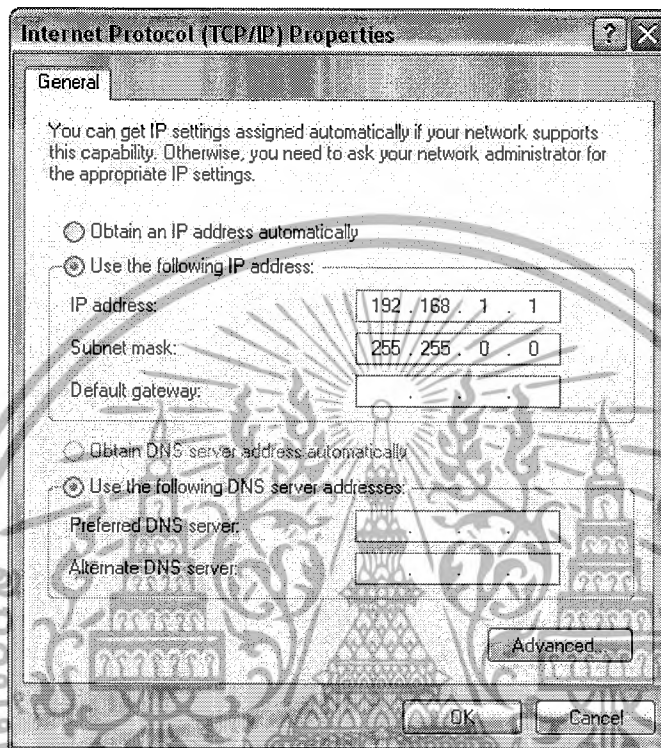 Internet Protocol (TCP/IP) Properties
General
You can get IP settings assigned automatically if your network supports
this capability. Otherwise, you need to ask your network administrator for
the appropriate IP settings.
Obtain an IP address automatically
Use the following IP address:
IP address: 192 . 168 . 1 . 1
Subnet mask: 255 . 255 . 0 . 0
Default gateway: . . .
Obtain DNS server address automatically
Use the following DNS server addresses:
Preferred DNS server: . . .
Alternate DNS server: . . .
Advanced...
OK Cancel